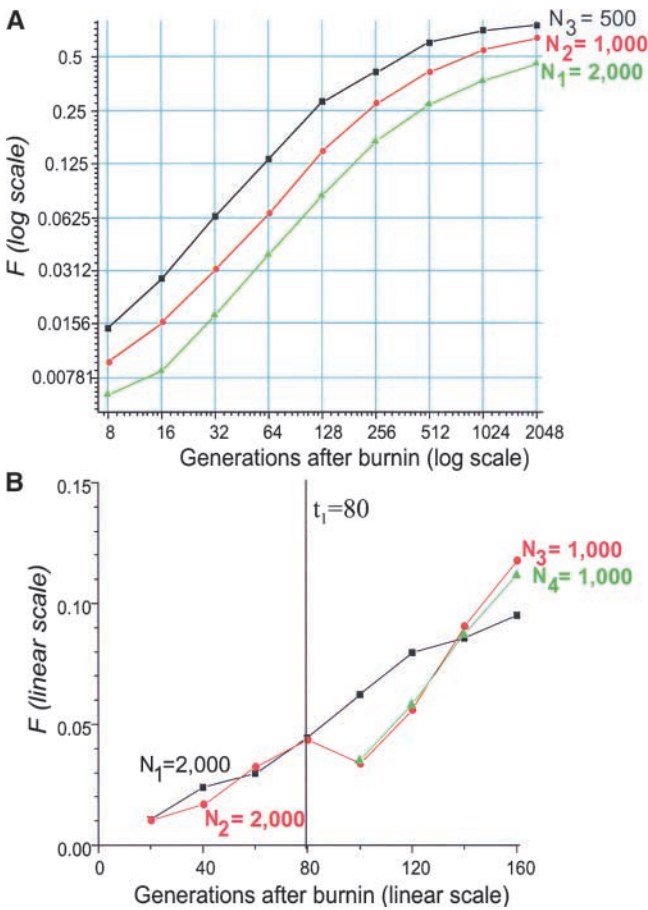 A
N3 = 500
N2 = 1,000
N1 = 2,000
F (log scale)
0.5
0.25
0.125
0.0625
0.0312
0.0156
0.00781
8 16 32 64 128 256 512 1024 2048
Generations after burnin (log scale)
B
0.15
t1=80
N3= 1,000
N4= 1,000
0.10
F (linear scale)
0.05
N1=2,000
N2= 2,000
0.00
0 40 80 120 160
Generations after burnin (linear scale)